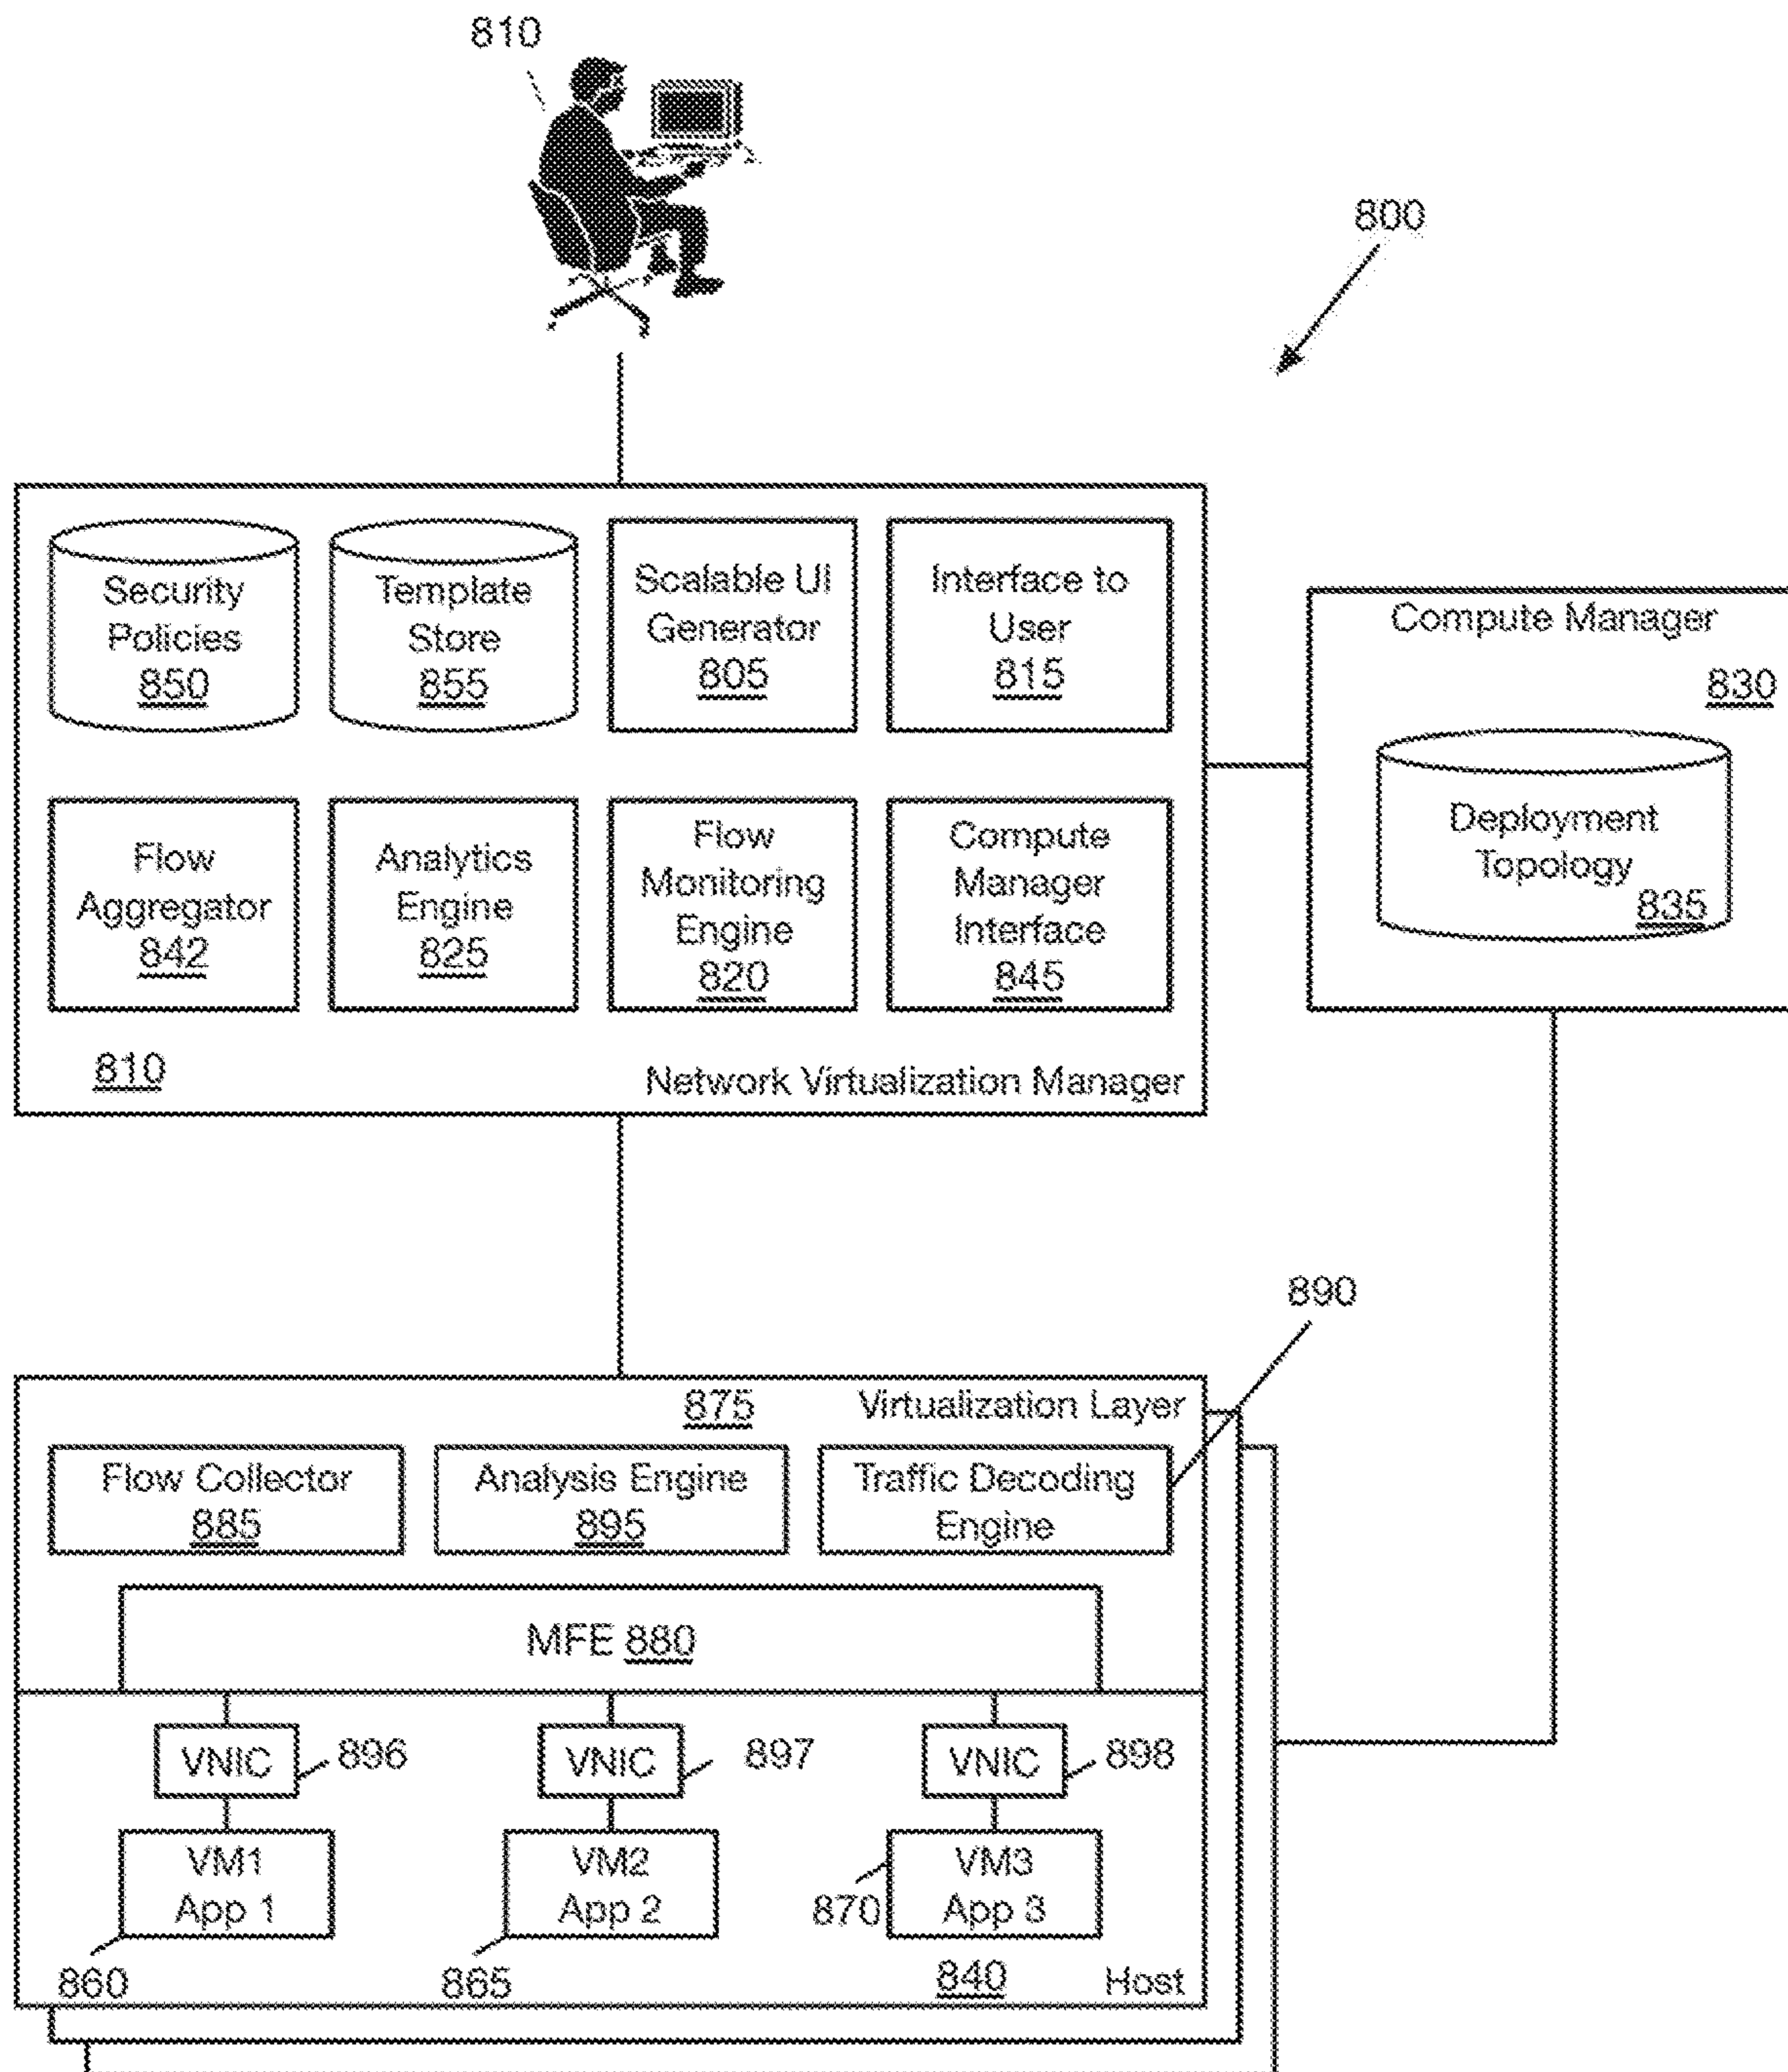 810
800
Security
Policies
850
Template
Store
855
Scalable UI
Generator
805
Interface to
User
815
Compute Manager
830
Deployment
Topology
835
Flow
Aggregator
842
Analytics
Engine
825
Flow
Monitoring
Engine
820
Compute
Manager
Interface
845
810
Network Virtualization Manager
890
875
Virtualization Layer
Flow Collector
885
Analysis Engine
895
Traffic Decoding
Engine
MFE 880
VNIC
896
VNIC
897
VNIC
898
VM1
App 1
VM2
App 2
VM3
App 3
870
860
865
840
Host